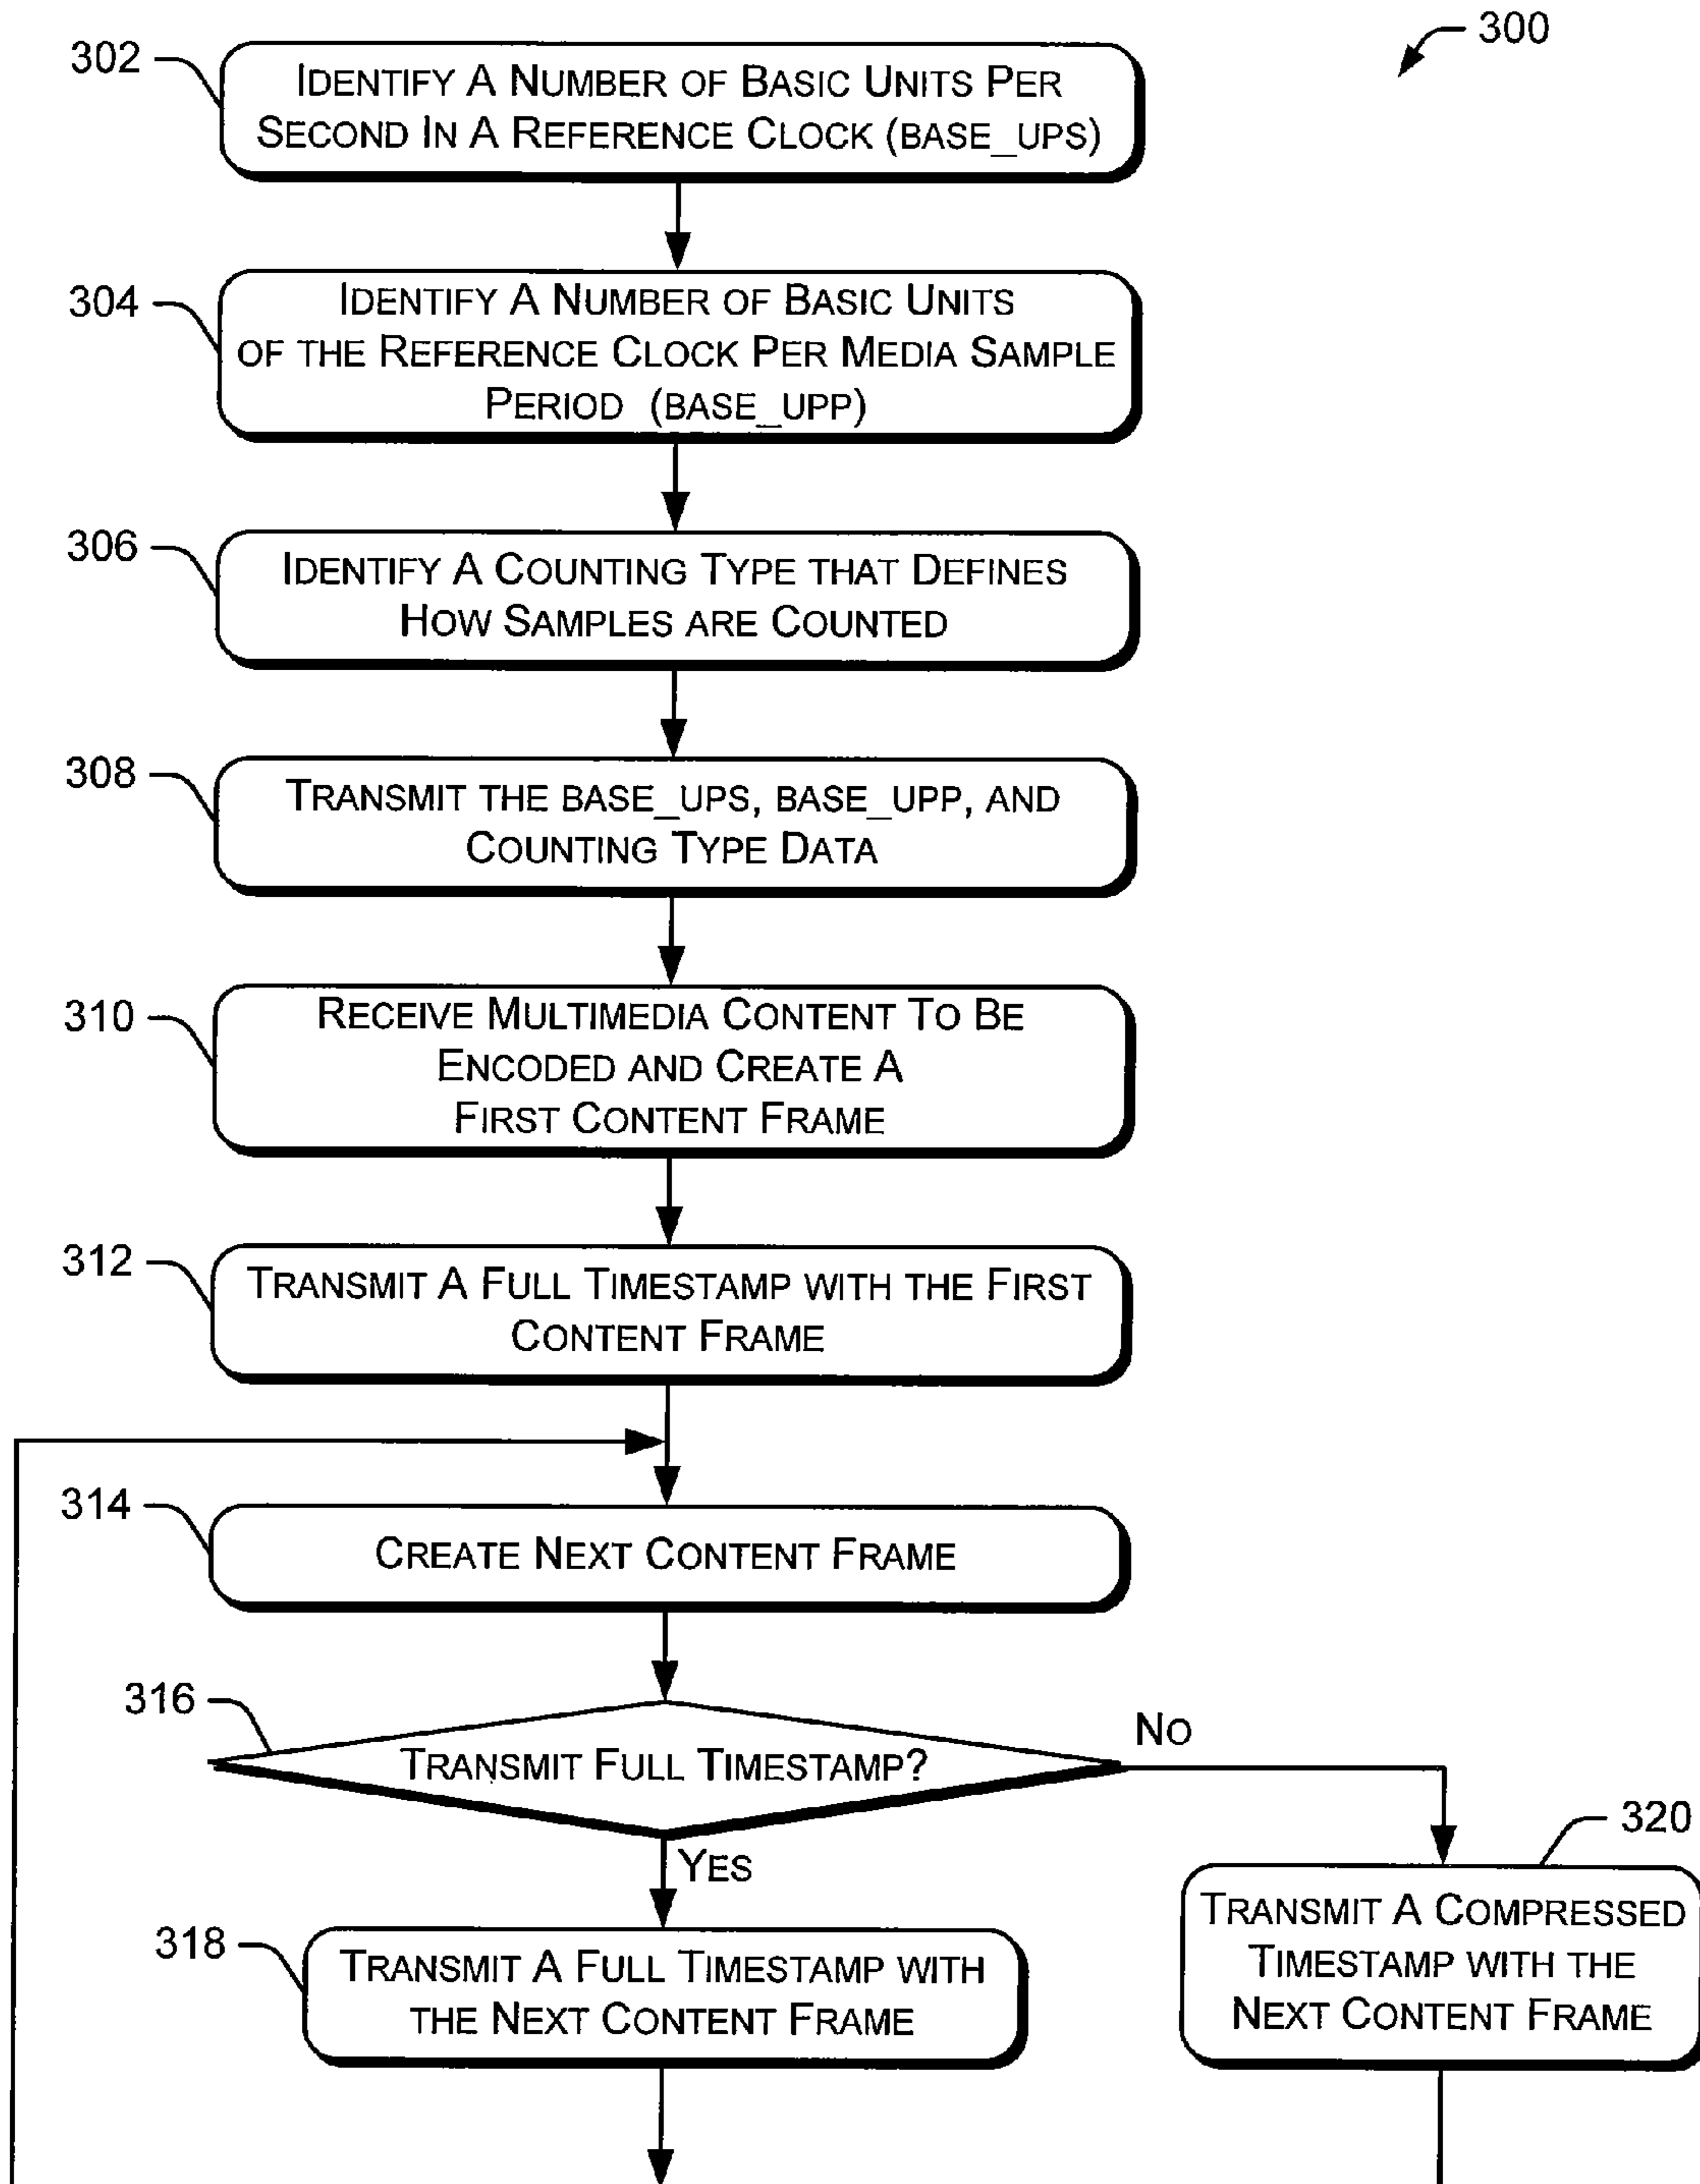 300
302
IDENTIFY A NUMBER OF BASIC UNITS PER
SECOND IN A REFERENCE CLOCK (BASE_UPS)
304
IDENTIFY A NUMBER OF BASIC UNITS
OF THE REFERENCE CLOCK PER MEDIA SAMPLE
PERIOD (BASE_UPP)
306
IDENTIFY A COUNTING TYPE THAT DEFINES
HOW SAMPLES ARE COUNTED
308
TRANSMIT THE BASE_UPS, BASE_UPP, AND
COUNTING TYPE DATA
310
RECEIVE MULTIMEDIA CONTENT TO BE
ENCODED AND CREATE A
FIRST CONTENT FRAME
312
TRANSMIT A FULL TIMESTAMP WITH THE FIRST
CONTENT FRAME
314
CREATE NEXT CONTENT FRAME
316
TRANSMIT FULL TIMESTAMP?
NO
YES
320
TRANSMIT A COMPRESSED
TIMESTAMP WITH THE
NEXT CONTENT FRAME
318
TRANSMIT A FULL TIMESTAMP WITH
THE NEXT CONTENT FRAME